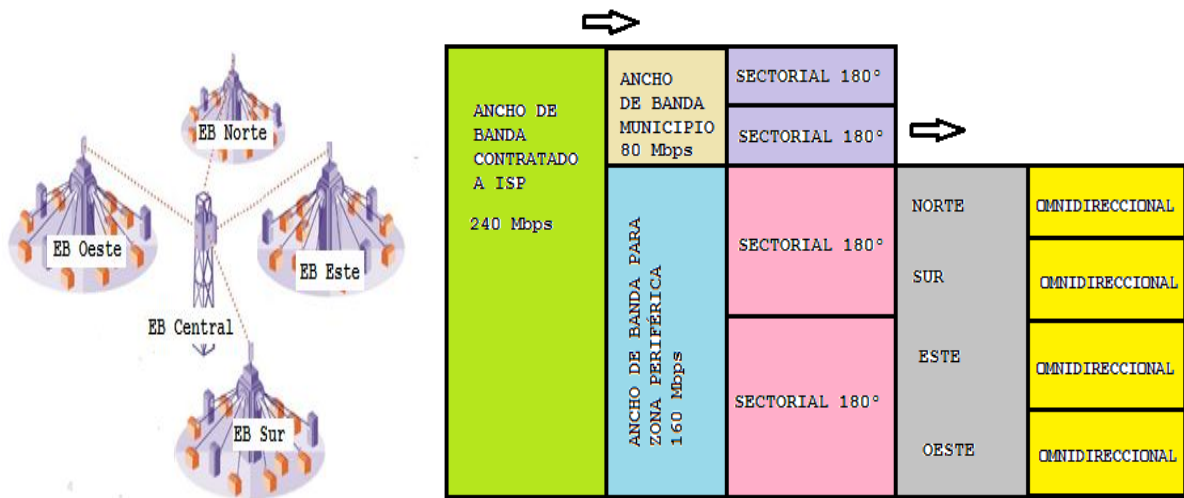 EB Norte
EB Oeste
EB Este
EB Central
EB Sur
ANCHO DE
BANDA
CONTRATADO
A ISP
240 Mbps
ANCHO
DE BANDA
MUNICIPIO
80 Mbps
SECTORIAL 180°
SECTORIAL 180°
ANCHO DE BANDA PARA
ZONA PERIFÉRICA
160 Mbps
SECTORIAL 180°
SECTORIAL 180°
NORTE
SUR
ESTE
OESTE
OMNIDIRECCIONAL
OMNIDIRECCIONAL
OMNIDIRECCIONAL
OMNIDIRECCIONAL